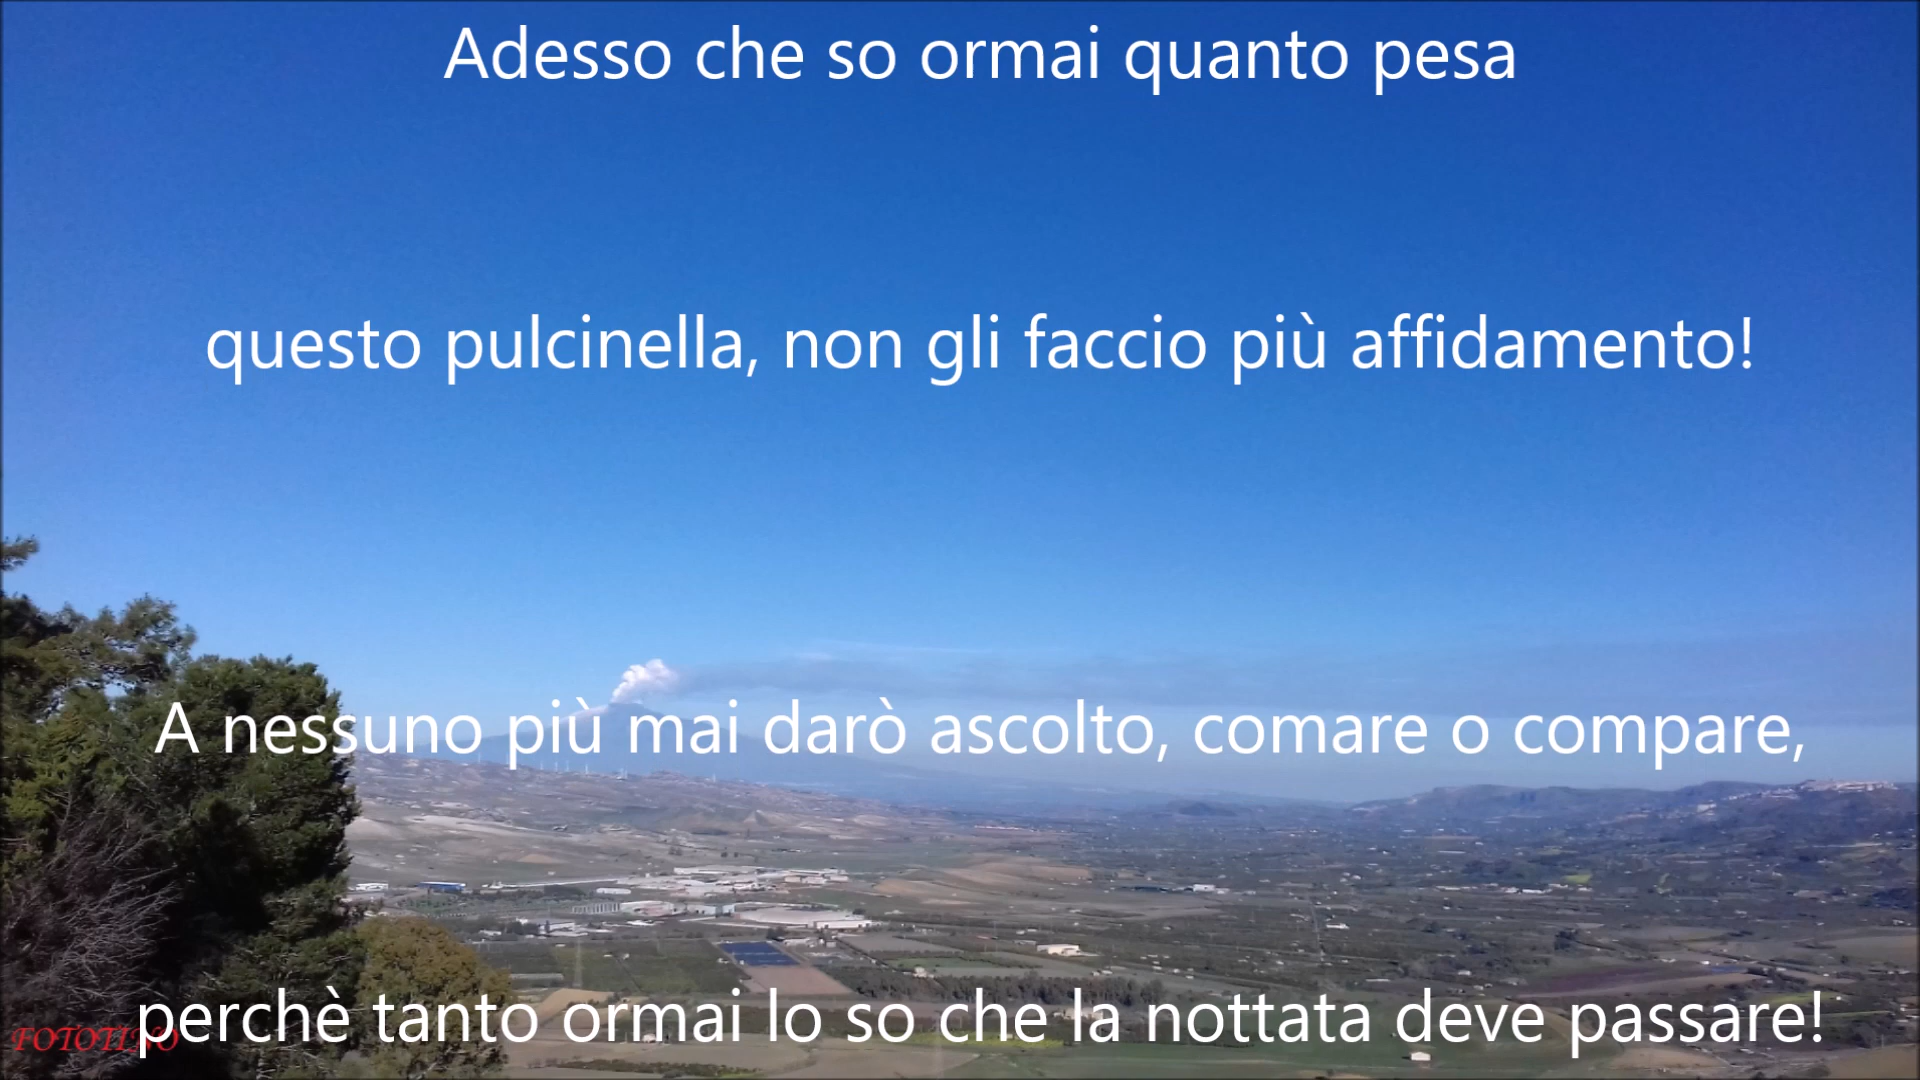 Adesso che so ormai quanto pesa
questo pulcinella, non gli faccio più affidamento!
A nessuno più mai darò ascolto, comare o compare,
perchè tanto ormai lo so che la nottata deve passare!